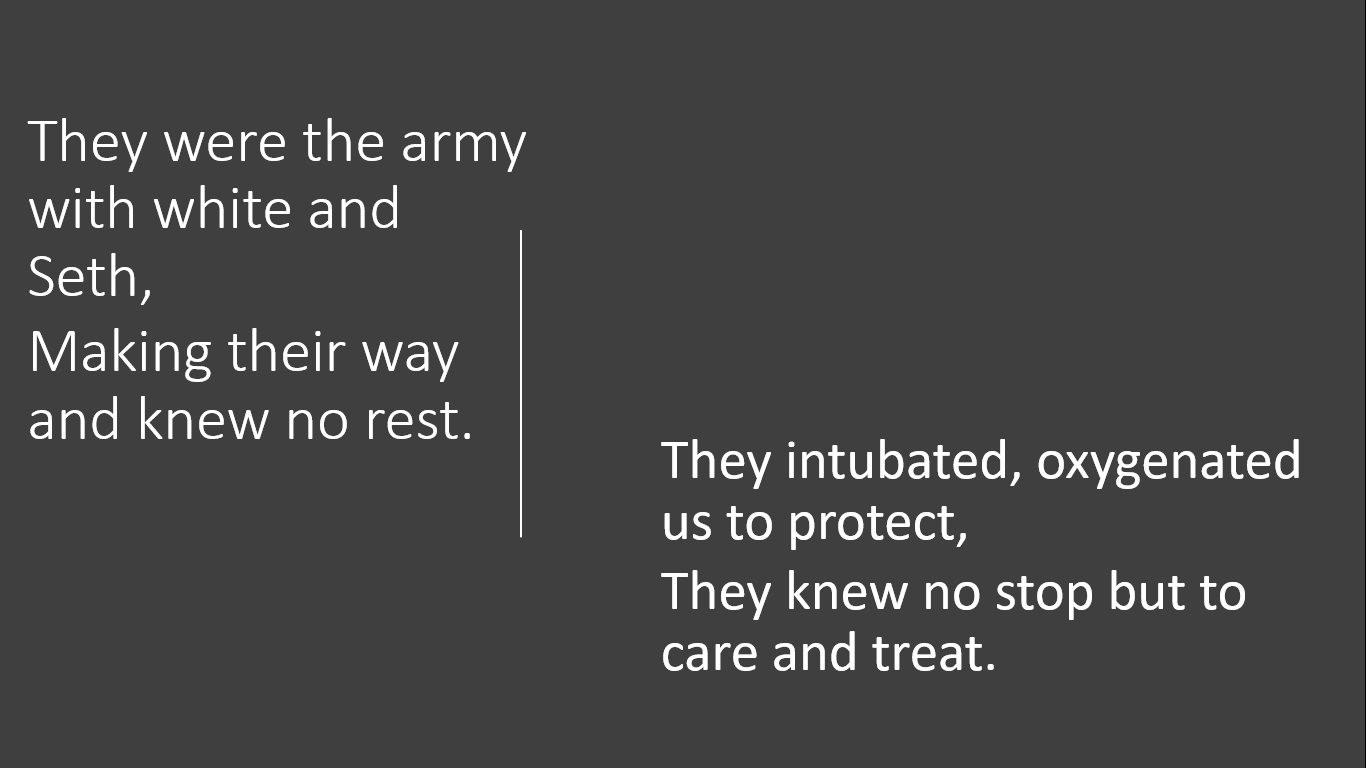 They were the army
with white and
Seth,
Making their way
and knew no rest.
They intubated, oxygenated
us to protect,
They knew no stop but to
care and treat.